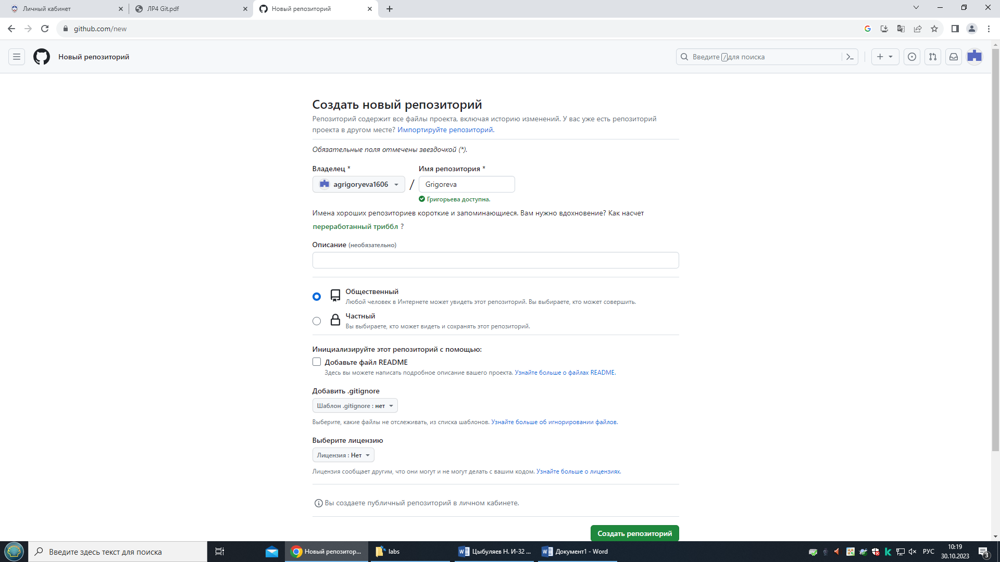 Личный кабинет
ЛР4 Git.pdf
Новый репозиторий
github.com/new
Новый репозиторий
Введите / для поиска
Создать новый репозиторий
Репозиторий содержит все файлы проекта, включая историю изменений. У вас уже есть репозиторий
проекта в другом месте? Импортируйте репозиторий.
Обязательные поля отмечены звездочкой (*).
Владелец *
Имя репозитория *
agrigoryeva1606
/
Grigoreva
Григорьева доступна.
Имена хороших репозиториев короткие и запоминающиеся. Вам нужно вдохновение? Как насчет
переработанный триббл ?
Описание (необязательно)
Общественный
Любой человек в Интернете может увидеть этот репозиторий. Вы выбираете, кто может совершить.
Частный
Вы выбираете, кто может видеть и сохранять этот репозиторий.
Инициализируйте этот репозиторий с помощью:
Добавьте файл README
Здесь вы можете написать подробное описание вашего проекта. Узнайте больше о файлах README.
Добавить .gitignore
Шаблон .gitignore : нет
Выберите, какие файлы не отслеживать, из списка шаблонов. Узнайте больше об игнорировании файлов.
Выберите лицензию
Лицензия : Нет
Лицензия сообщает другим, что они могут и не могут делать с вашим кодом. Узнайте больше о лицензиях.
Вы создаете публичный репозиторий в личном кабинете.
Создать репозиторий
Введите здесь текст для поиска
Новый репозитор...
labs
Цыбуляев Н. И-32 ...
Документ1 - Word
РУС
10:19
30.10.2023
3